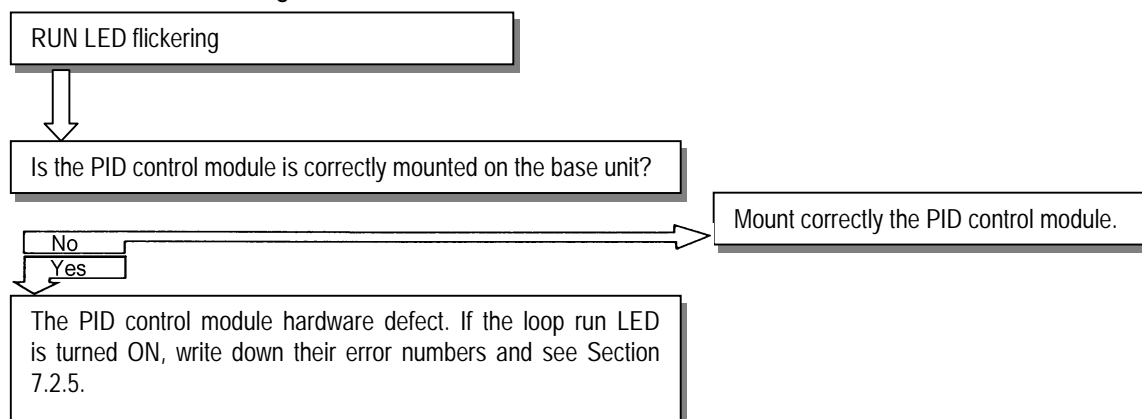 RUN LED flickering
Is the PID control module is correctly mounted on the base unit?
Mount correctly the PID control module.
No
Yes
The PID control module hardware defect. If the loop run LED
is turned ON, write down their error numbers and see Section
7.2.5.